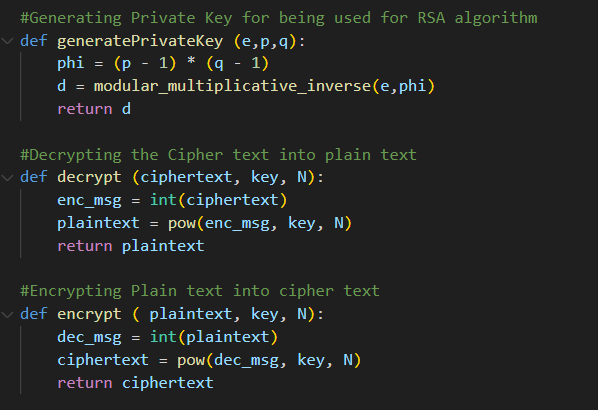 #Generating Private Key for being used for RSA algorithm
def generatePrivateKey (e,p,q):
    phi = (p - 1) * (q - 1)
    d = modular_multiplicative_inverse(e,phi)
    return d
#Decrypting the Cipher text into plain text
def decrypt (ciphertext, key, N):
    enc_msg = int(ciphertext)
    plaintext = pow(enc_msg, key, N)
    return plaintext
#Encrypting Plain text into cipher text
def encrypt ( plaintext, key, N):
    dec_msg = int(plaintext)
    ciphertext = pow(dec_msg, key, N)
    return ciphertext